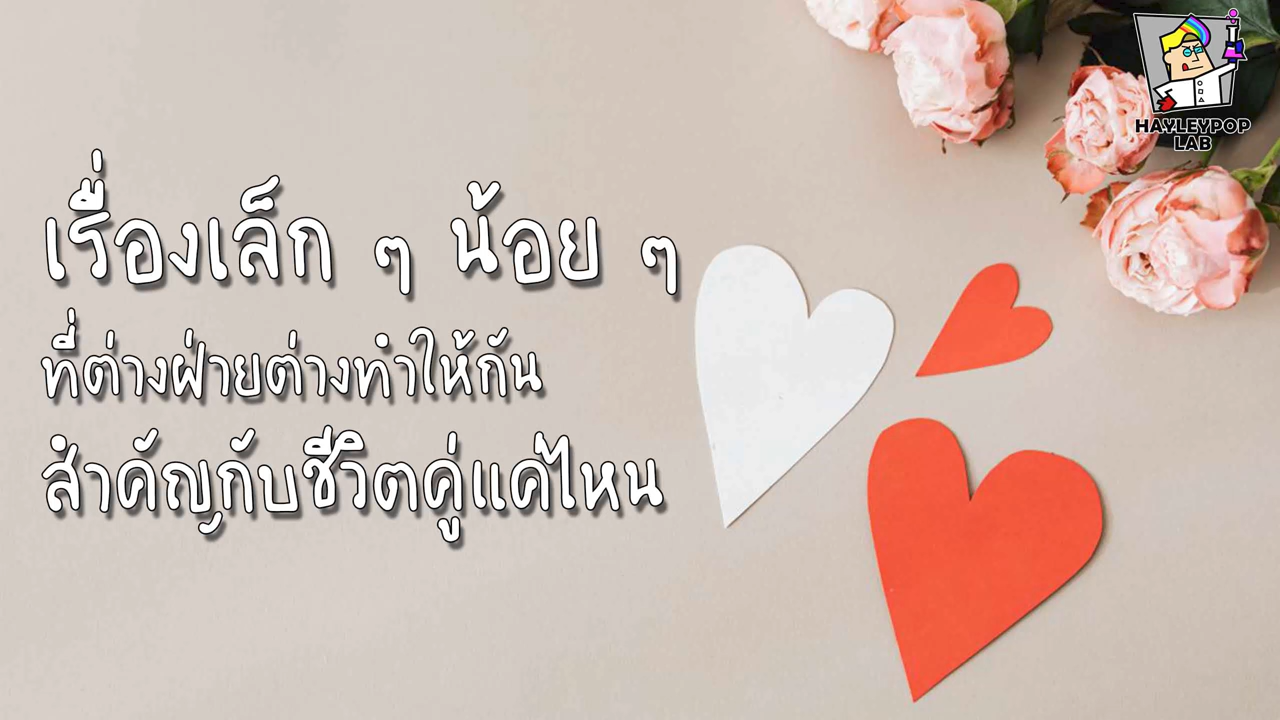 เรื่องเล็ก ๆ น้อย ๆ
ที่ต่างฝ่ายต่างทำให้กัน
สำคัญกับชีวิตคู่แค่ไหน
HAYLEYPOP
LAB